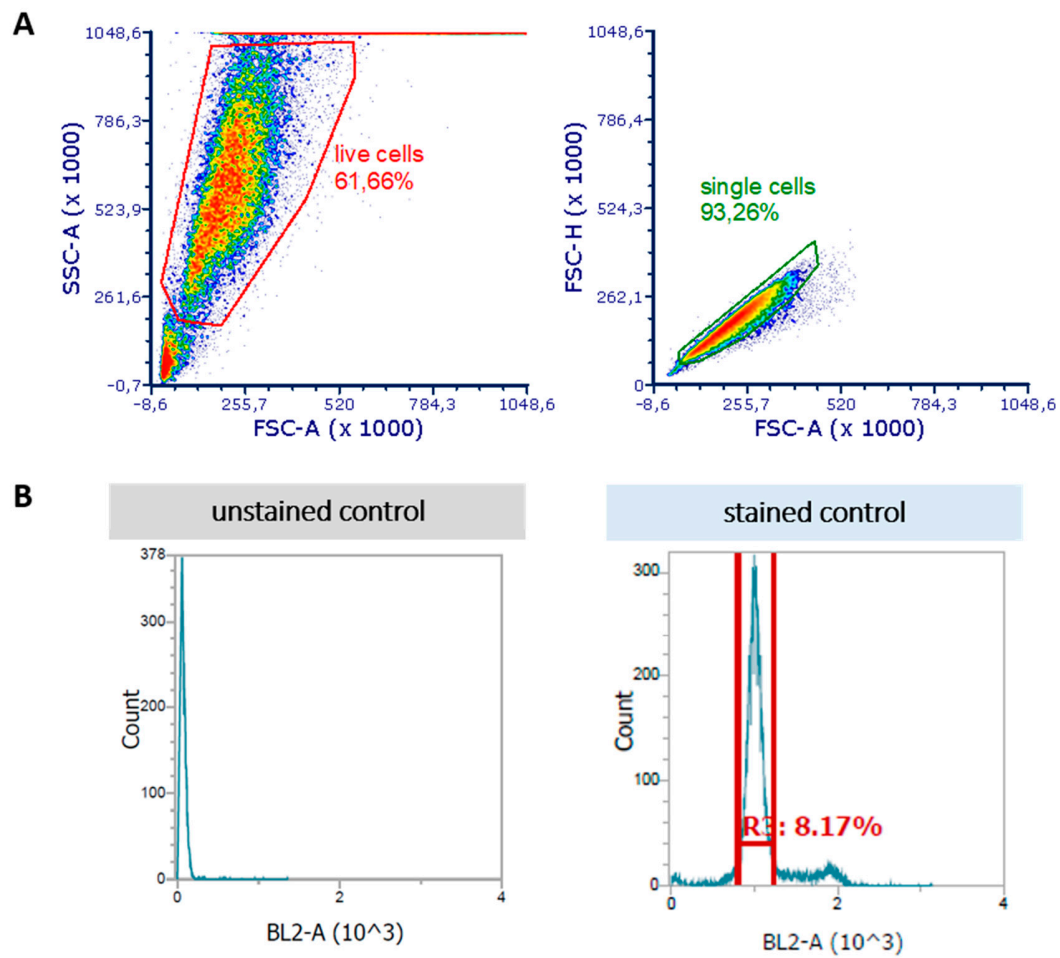 A
1048,6
786,3
523,9
261,6
−0,7
SSC-A (x 1000)
live cells
61,66%
−8,6
255,7
520
784,3
1048,6
FSC-A (x 1000)
1048,6
786,4
524,3
262,1
0
FSC-H (x 1000)
single cells
93,26%
−8,6
255,7
520
784,3
1048,6
FSC-A (x 1000)
B
unstained control
378
300
200
100
0
Count
0
2
4
BL2-A (10^3)
stained control
300
200
100
0
Count
R3: 8.17%
0
2
4
BL2-A (10^3)